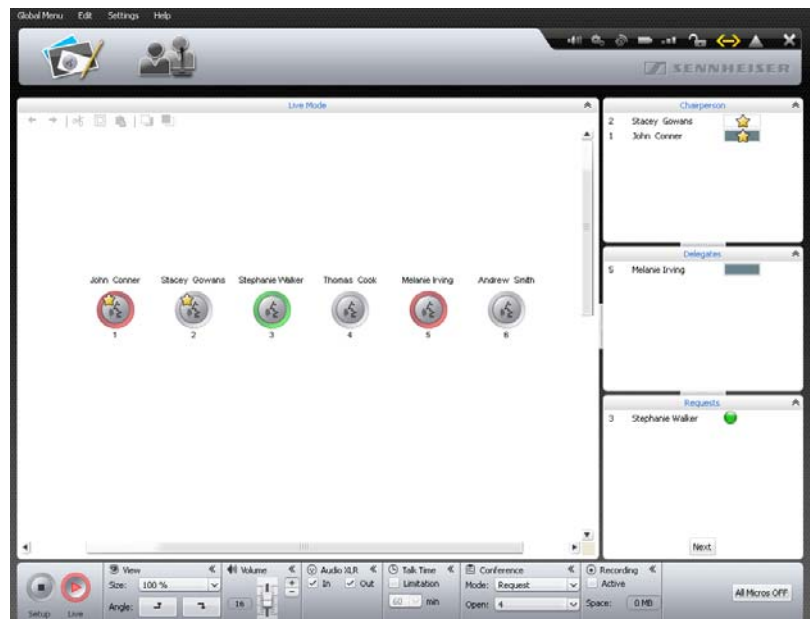 Global Menu Edit Settings Help
SENNHEISER
Live Mode
John Conner Stacey Gowans Stephanie Walker Thomas Cook Melanie Irving Andrew Smith
1 2 3 4 5 6
Chairperson
2 Stacey Gowans
1 John Conner
Delegates
5 Melanie Irving
Requests
3 Stephanie Walker
Next
Setup Live
View
Size: 100 %
Angle:
Volume
16
Audio XLR
In Out
Talk Time
Limitation
60 min
Conference
Mode: Request
Open: 4
Recording
Active
Space: 0 MB
All Micros OFF